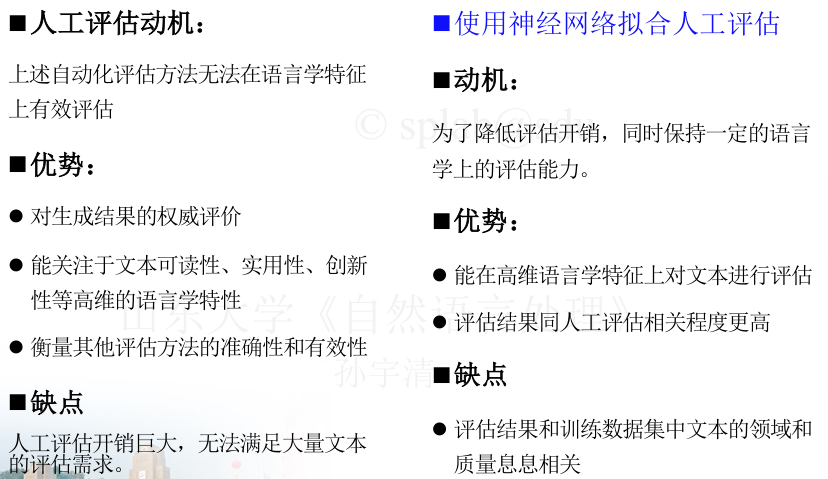 ■人工评估动机：
上述自动化评估方法无法在语言学特征
上有效评估
■优势：
● 对生成结果的权威评价
● 能关注于文本可读性、实用性、创新
性等高维的语言学特性
● 衡量其他评估方法的准确性和有效性
■缺点
人工评估开销巨大，无法满足大量文本
的评估需求。
■使用神经网络拟合人工评估
■动机：
为了降低评估开销，同时保持一定的语言
学上的评估能力。
■优势：
● 能在高维语言学特征上对文本进行评估
● 评估结果同人工评估相关程度更高
■缺点
● 评估结果和训练数据集中文本的领域和
质量息息相关
山东大学《自然语言处理》
孙宇清